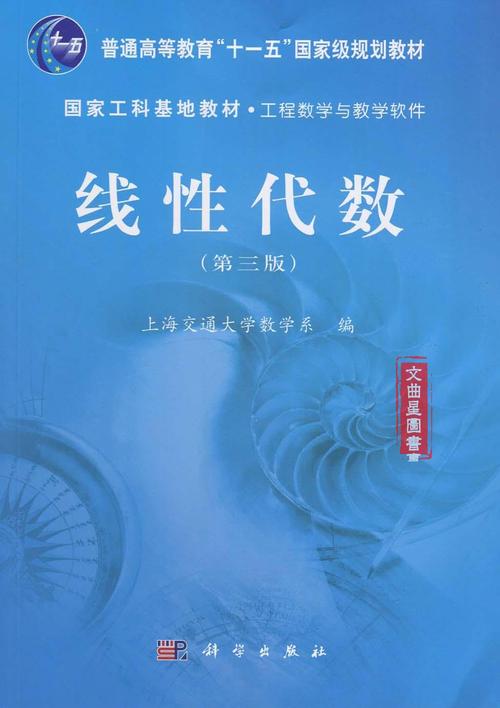 十一五
普通高等教育“十一五”国家级规划教材
国家工科基地教材·工程数学与教学软件
线性代数
(第三版)
上海交通大学数学系 编
文曲星圖書
SP 科学出版社